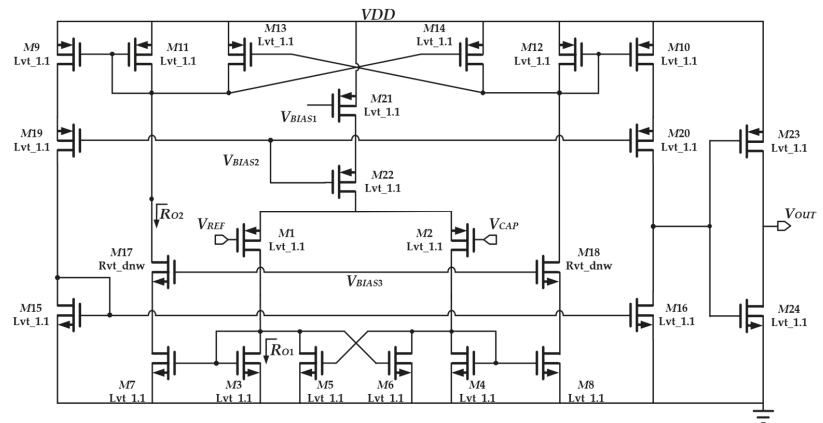 VDD
M9
Lvt_1.1
M11
Lvt_1.1
M13
Lvt_1.1
M14
Lvt_1.1
M12
Lvt_1.1
M10
Lvt_1.1
VBIAS1
M21
Lvt_1.1
M19
Lvt_1.1
VBIAS2
M22
Lvt_1.1
M20
Lvt_1.1
M23
Lvt_1.1
RO2
VREF
M1
Lvt_1.1
M2
Lvt_1.1
VCAP
VOUT
M17
Rvt_dnw
VBIAS3
M18
Rvt_dnw
M15
Lvt_1.1
M16
Lvt_1.1
M24
Lvt_1.1
RO1
M7
Lvt_1.1
M3
Lvt_1.1
M5
Lvt_1.1
M6
Lvt_1.1
M4
Lvt_1.1
M8
Lvt_1.1